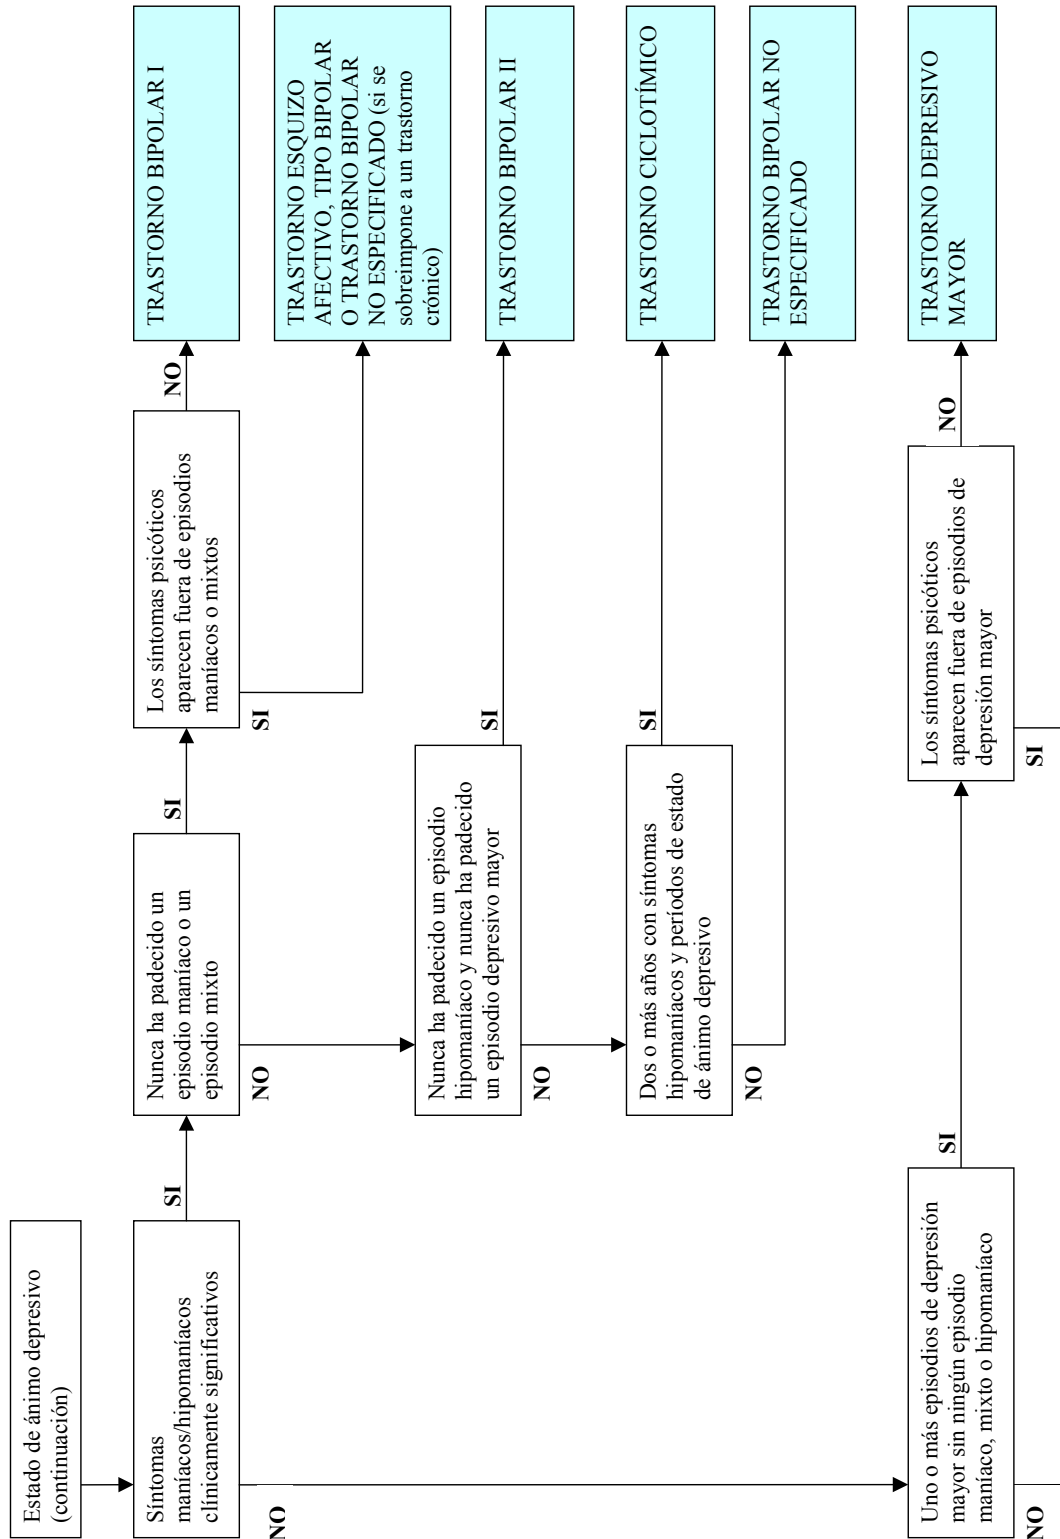 Estado de ánimo depresivo
(continuación)
Síntomas
maníacos/hipomaníacos
clínicamente significativos
SI
NO
Nunca ha padecido un
episodio maníaco o un
episodio mixto
SI
NO
Los síntomas psicóticos
aparecen fuera de episodios
maníacos o mixtos
NO
SI
TRASTORNO BIPOLAR I
TRASTORNO ESQUIZO
AFECTIVO, TIPO BIPOLAR
O TRASTORNO BIPOLAR
NO ESPECIFICADO (si se
sobreimpone a un trastorno
crónico)
Nunca ha padecido un episodio
hipomaníaco y nunca ha padecido
un episodio depresivo mayor
SI
NO
TRASTORNO BIPOLAR II
Dos o más años con síntomas
hipomaníacos y períodos de estado
de ánimo depresivo
SI
NO
TRASTORNO CICLOTÍMICO
TRASTORNO BIPOLAR NO
ESPECIFICADO
Uno o más episodios de depresión
mayor sin ningún episodio
maníaco, mixto o hipomaníaco
SI
NO
Los síntomas psicóticos
aparecen fuera de episodios de
depresión mayor
NO
SI
TRASTORNO DEPRESIVO
MAYOR